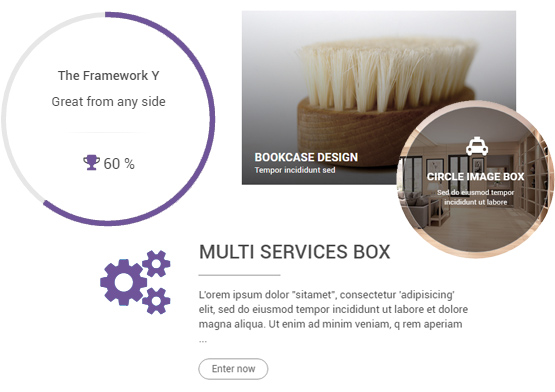 The Framework Y
Great from any side
60 %
BOOKCASE DESIGN
Tempor incididunt sed
CIRCLE IMAGE BOX
Sed do eiusmod tempor
incididunt ut labore
MULTI SERVICES BOX
L'orem ipsum dolor "sitamet", consectetur 'adipisicing'
elit, sed do eiusmod tempor incididunt ut labore et dolore
magna aliqua. Ut enim ad minim veniam, q rem aperiam
...
Enter now